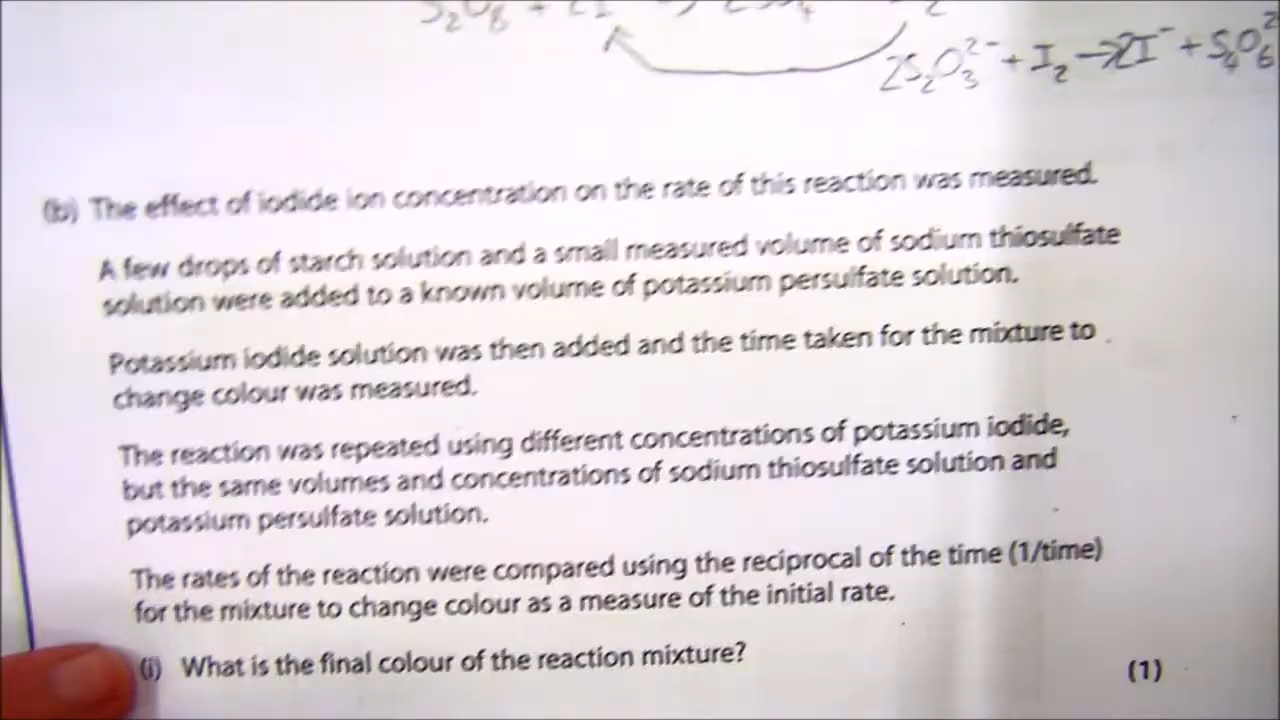 S₂O₈ + 2I
2S₂O₃²⁻ + I₂ → 2I⁻ + S₄O₆²
(b) The effect of iodide ion concentration on the rate of this reaction was measured.
A few drops of starch solution and a small measured volume of sodium thiosulfate
solution were added to a known volume of potassium persulfate solution.
Potassium iodide solution was then added and the time taken for the mixture to
change colour was measured.
The reaction was repeated using different concentrations of potassium iodide,
but the same volumes and concentrations of sodium thiosulfate solution and
potassium persulfate solution.
The rates of the reaction were compared using the reciprocal of the time (1/time)
for the mixture to change colour as a measure of the initial rate.
(i) What is the final colour of the reaction mixture?
(1)